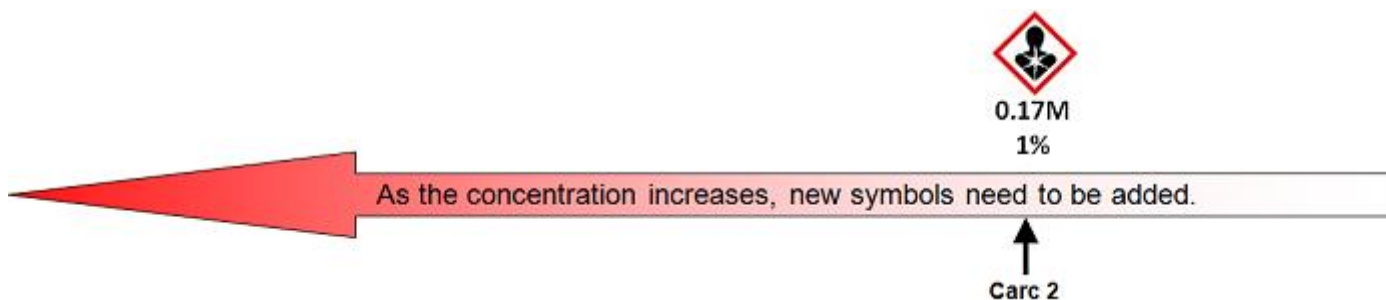 0.17M
1%
As the concentration increases, new symbols need to be added.
Carc 2